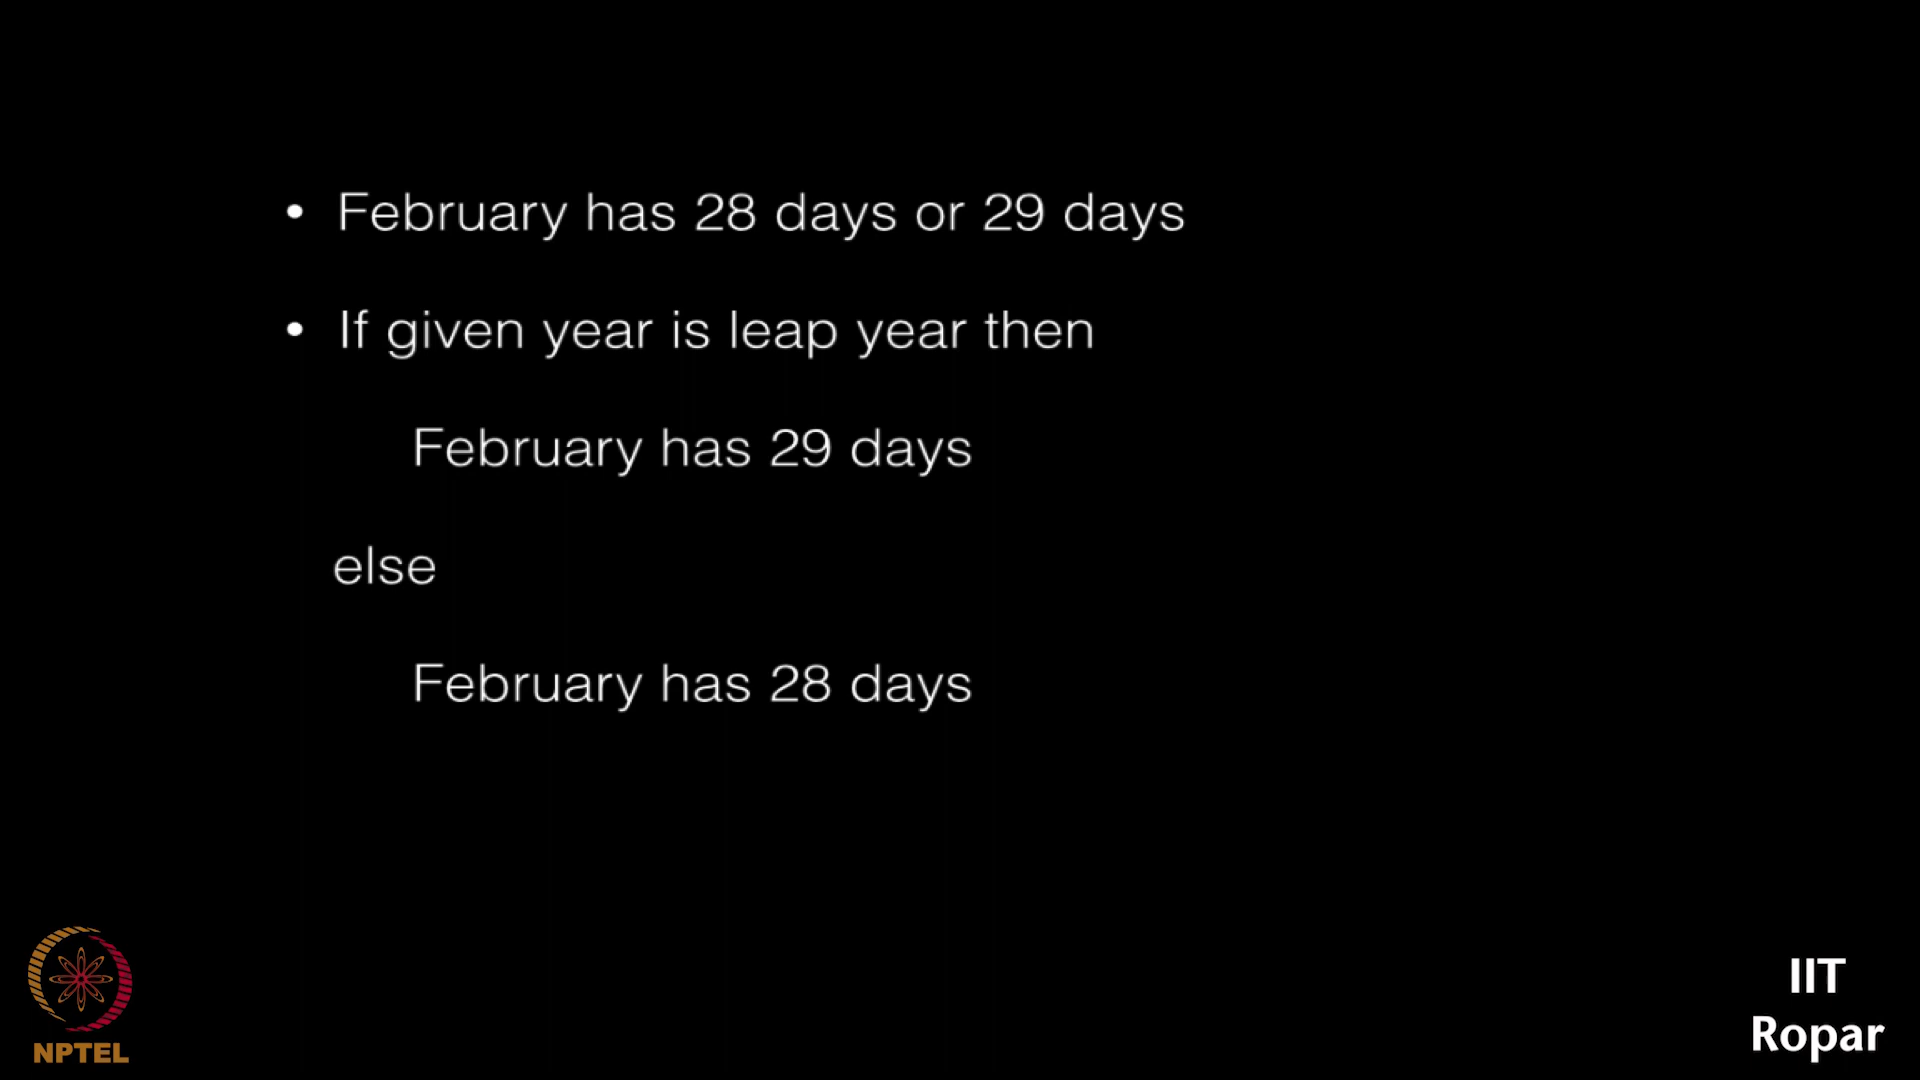 • February has 28 days or 29 days
• If given year is leap year then
February has 29 days
else
February has 28 days
NPTEL
IIT
Ropar